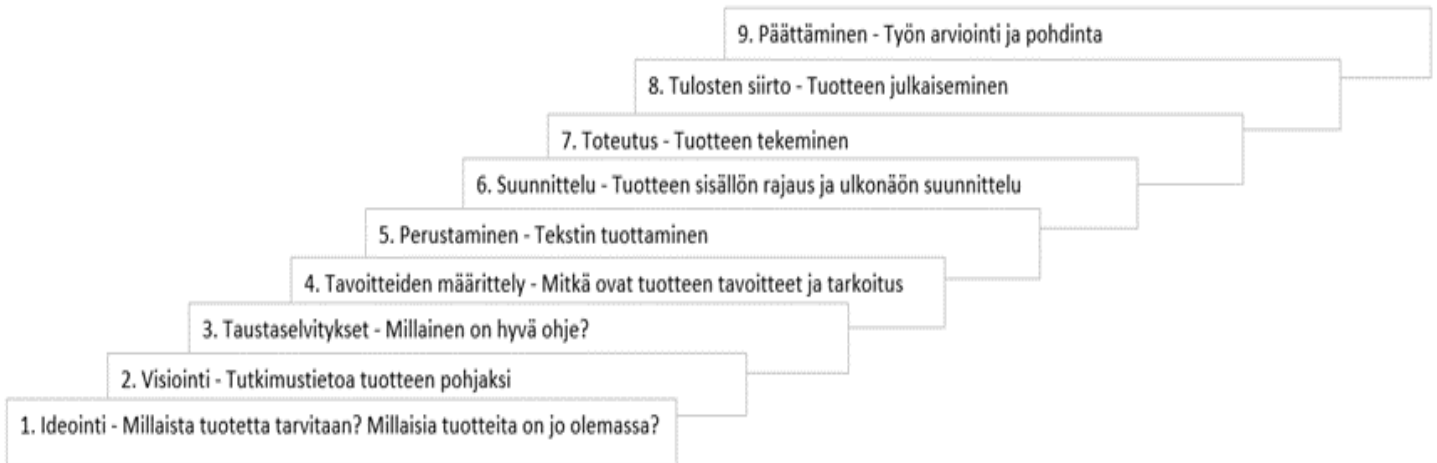 9. Päättäminen - Työn arviointi ja pohdinta
8. Tulosten siirto - Tuotteen julkaiseminen
7. Toteutus - Tuotteen tekeminen
6. Suunnittelu - Tuotteen sisällön rajaus ja ulkonäön suunnittelu
5. Perustaminen - Tekstin tuottaminen
4. Tavoitteiden määrittely - Mitkä ovat tuotteen tavoitteet ja tarkoitus
3. Taustaselvitykset - Millainen on hyvä ohje?
2. Visiointi - Tutkimustietoa tuotteen pohjaksi
1. Ideointi - Millaista tuotetta tarvitaan? Millaisia tuotteita on jo olemassa?